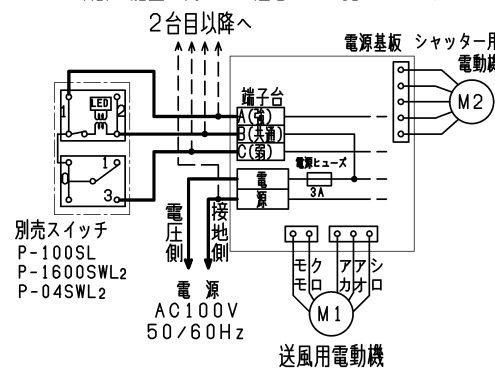 2台目以降へ
電源基板
シャッター用
電動機
M2
端子台
A(強)
B(共通)
C(弱)
電源ヒューズ
3A
電
源
LED
1
2
0
1
3
別売スイッチ
P-100SL
P-1600SWL2
P-04SWL2
電圧側
接地側
電 源
AC100V
50/60Hz
モモ
クロ
アカ
アオ
シロ
M1
送風用電動機